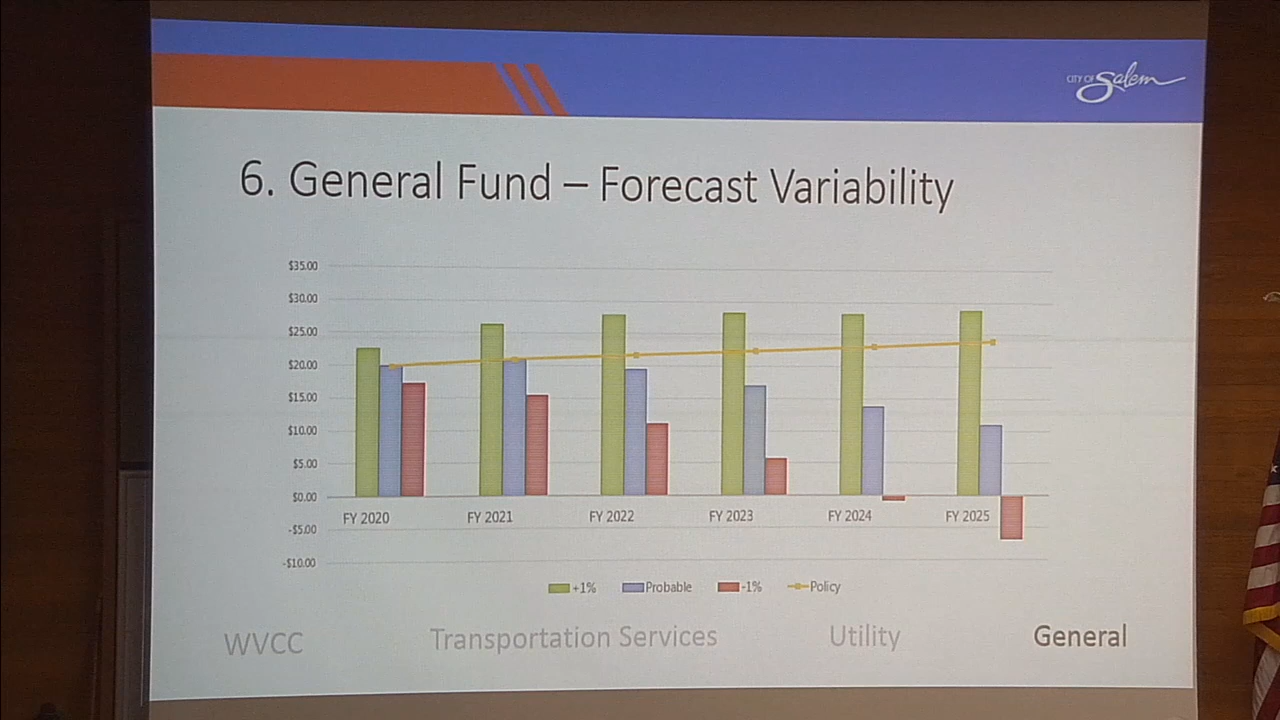 CITY OF Salem
6. General Fund – Forecast Variability
$35.00
$30.00
$25.00
$20.00
$15.00
$10.00
$5.00
$0.00
-$5.00
-$10.00
FY 2020 FY 2021 FY 2022 FY 2023 FY 2024 FY 2025
+1% Probable -1% Policy
WVCC Transportation Services Utility General